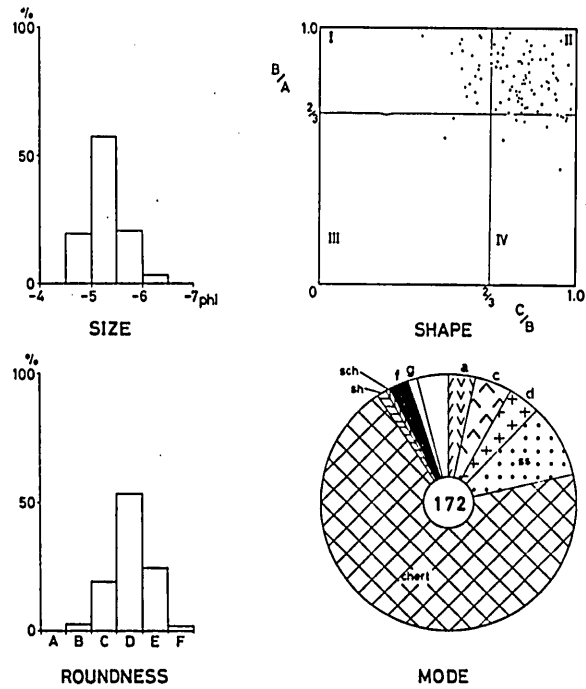 %
100
50
0
-4 -5 -6 -7phi
SIZE
1.0
I II
B/A
2/3
III IV
0 2/3 C/B 1.0
SHAPE
%
100
50
0
A B C D E F
ROUNDNESS
sch f g a c d
sh
ss
172
chert
MODE